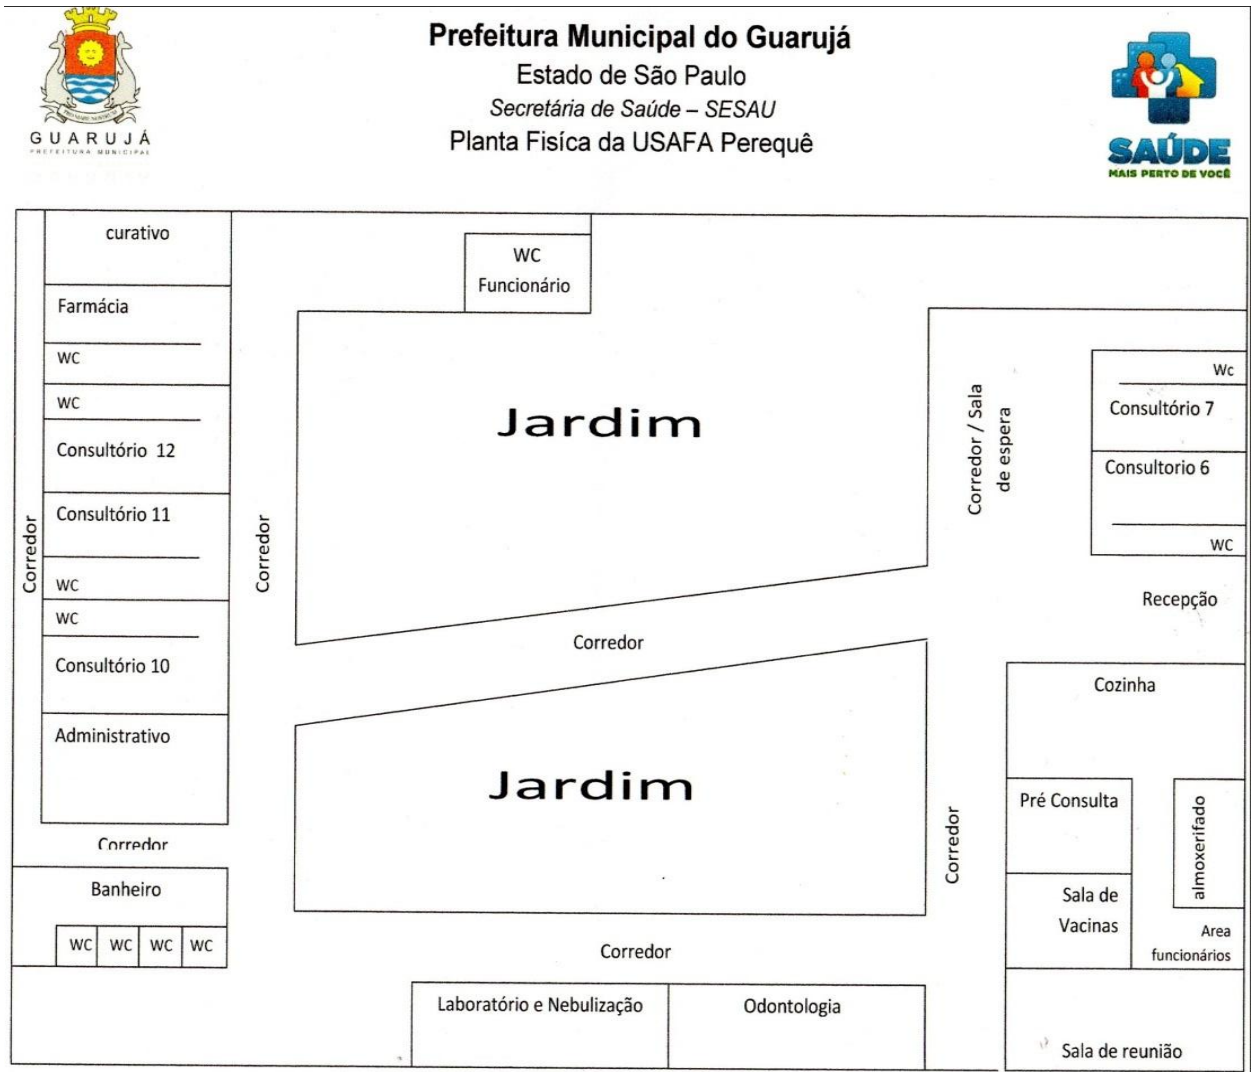 Prefeitura Municipal do Guarujá
Estado de São Paulo
Secretária de Saúde – SESAU
Planta Fisíca da USAFA Perequê
GUARUJÁ
PREFEITURA MUNICIPAL
SAÚDE
MAIS PERTO DE VOCÊ
curativo
Farmácia
WC
WC
Consultório 12
Consultório 11
WC
WC
Consultório 10
Administrativo
Corredor
Corredor
Banheiro
WC
WC
WC
WC
Corredor
WC
Funcionário
Jardim
Corredor
Jardim
Corredor
Laboratório e Nebulização
Odontologia
Corredor / Sala
de espera
Wc
Consultório 7
Consultorio 6
WC
Recepção
Cozinha
Corredor
Pré Consulta
almoxerifado
Sala de
Vacinas
Area
funcionários
Sala de reunião